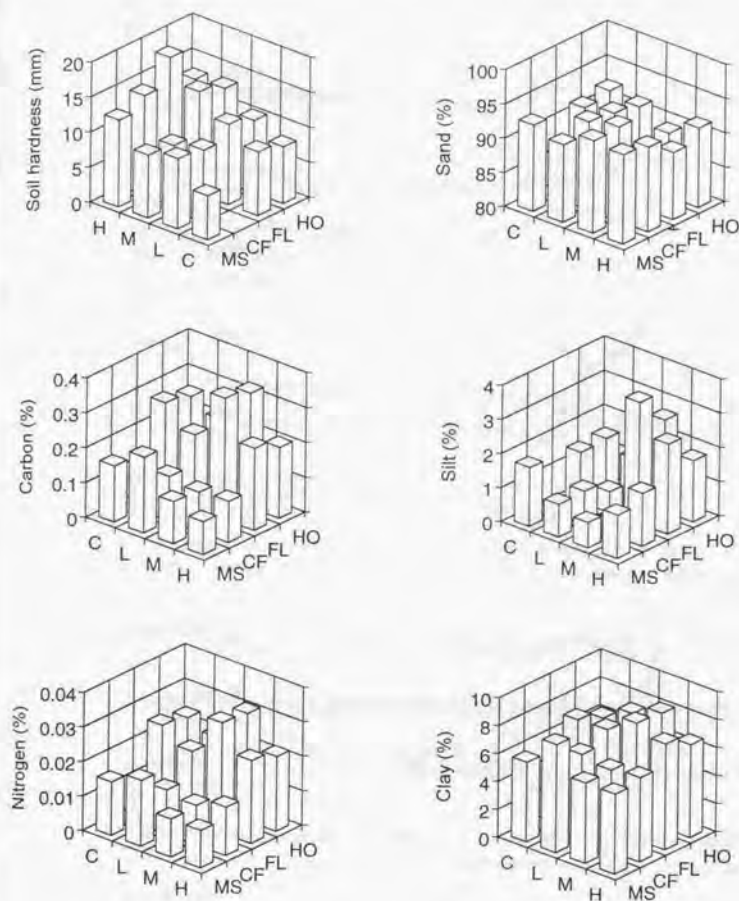 Soil hardness (mm)
20
15
10
5
0
H M L C
MS CF FL HO
Sand (%)
100
95
90
85
80
C L M H
MS CF FL HO
Carbon (%)
0.4
0.3
0.2
0.1
0
C L M H
MS CF FL HO
Silt (%)
4
3
2
1
0
C L M H
MS CF FL HO
Nitrogen (%)
0.04
0.03
0.02
0.01
0
C L M H
MS CF FL HO
Clay (%)
10
8
6
4
2
0
C L M H
MS CF FL HO